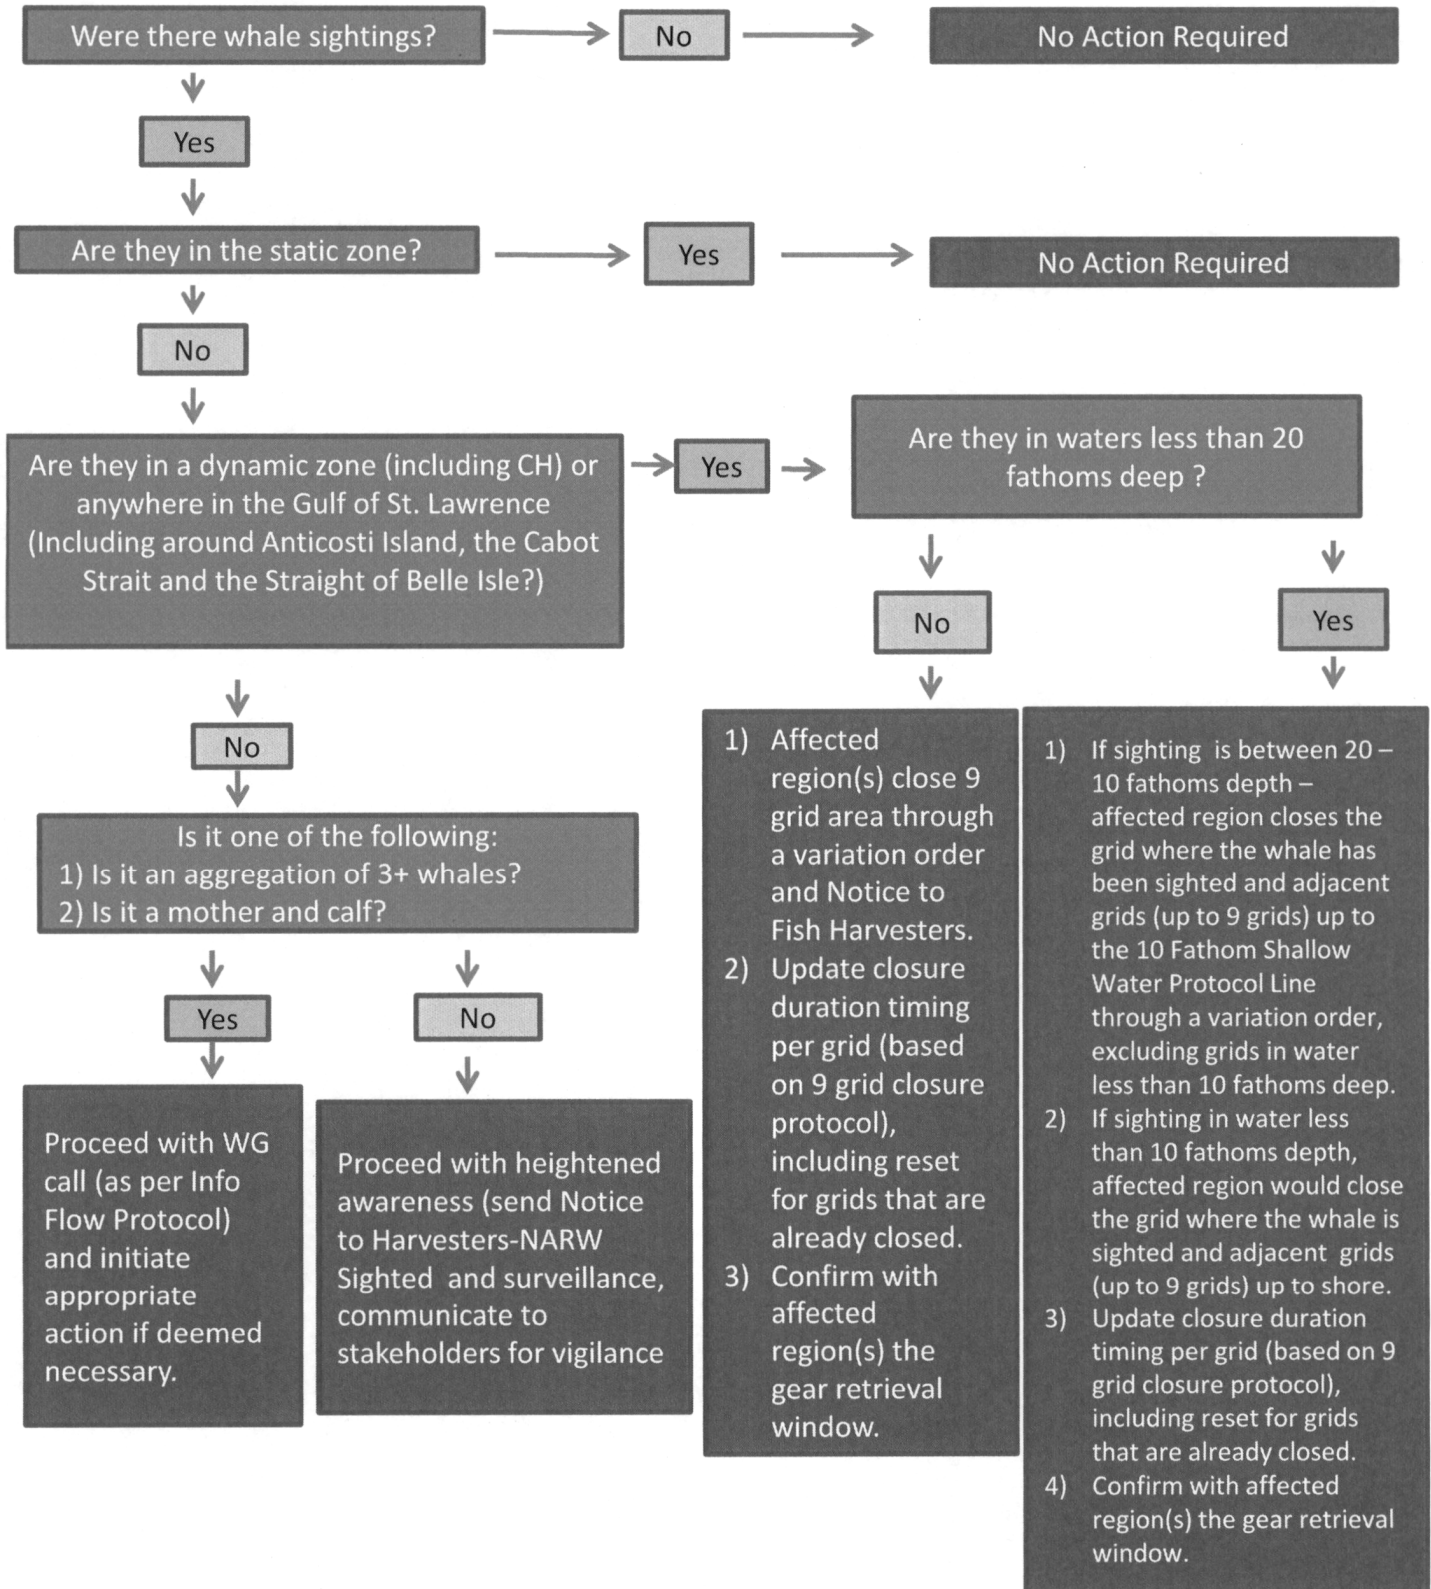 Were there whale sightings?
No
No Action Required
Yes
Are they in the static zone?
Yes
No Action Required
No
Are they in a dynamic zone (including CH) or
anywhere in the Gulf of St. Lawrence
(Including around Anticosti Island, the Cabot
Strait and the Straight of Belle Isle?)
Yes
Are they in waters less than 20
fathoms deep ?
No
Yes
No
Is it one of the following:
1) Is it an aggregation of 3+ whales?
2) Is it a mother and calf?
Yes
No
Proceed with WG
call (as per Info
Flow Protocol)
and initiate
appropriate
action if deemed
necessary.
Proceed with heightened
awareness (send Notice
to Harvesters-NARW
Sighted and surveillance,
communicate to
stakeholders for vigilance
1) Affected
region(s) close 9
grid area through
a variation order
and Notice to
Fish Harvesters.
2) Update closure
duration timing
per grid (based
on 9 grid closure
protocol),
including reset
for grids that are
already closed.
3) Confirm with
affected
region(s) the
gear retrieval
window.
1) If sighting is between 20 –
10 fathoms depth –
affected region closes the
grid where the whale has
been sighted and adjacent
grids (up to 9 grids) up to
the 10 Fathom Shallow
Water Protocol Line
through a variation order,
excluding grids in water
less than 10 fathoms deep.
2) If sighting in water less
than 10 fathoms depth,
affected region would close
the grid where the whale is
sighted and adjacent grids
(up to 9 grids) up to shore.
3) Update closure duration
timing per grid (based on 9
grid closure protocol),
including reset for grids
that are already closed.
4) Confirm with affected
region(s) the gear retrieval
window.